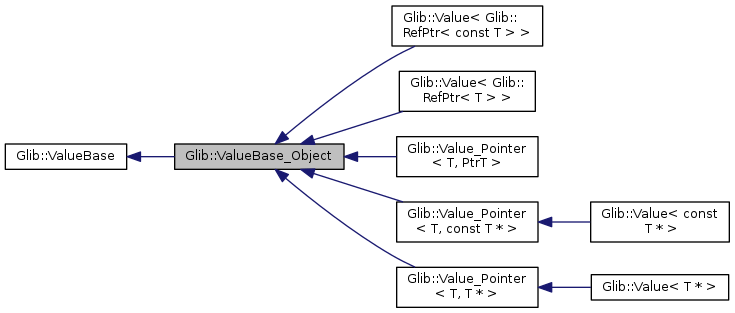 Glib::Value< Glib::
RefPtr< const T > >
Glib::Value< Glib::
RefPtr< T > >
Glib::ValueBase
Glib::ValueBase_Object
Glib::Value_Pointer
< T, PtrT >
Glib::Value_Pointer
< T, const T * >
Glib::Value< const
T * >
Glib::Value_Pointer
< T, T * >
Glib::Value< T * >